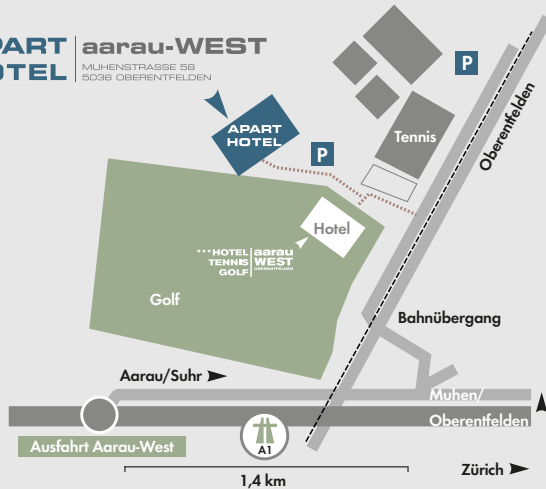 PART | aarau-WEST
HOTEL | MUHENSTRASSE 58
5036 OBERENTFELDEN
P
Oberentfelden
Tennis
APART
HOTEL
P
Hotel
***HOTEL | aarau
TENNIS | WEST
GOLF | OBERENTFELDEN
Golf
Bahnübergang
Aarau/Suhr
Muhen/
Oberentfelden
Ausfahrt Aarau-West
A1
1,4 km
Zürich